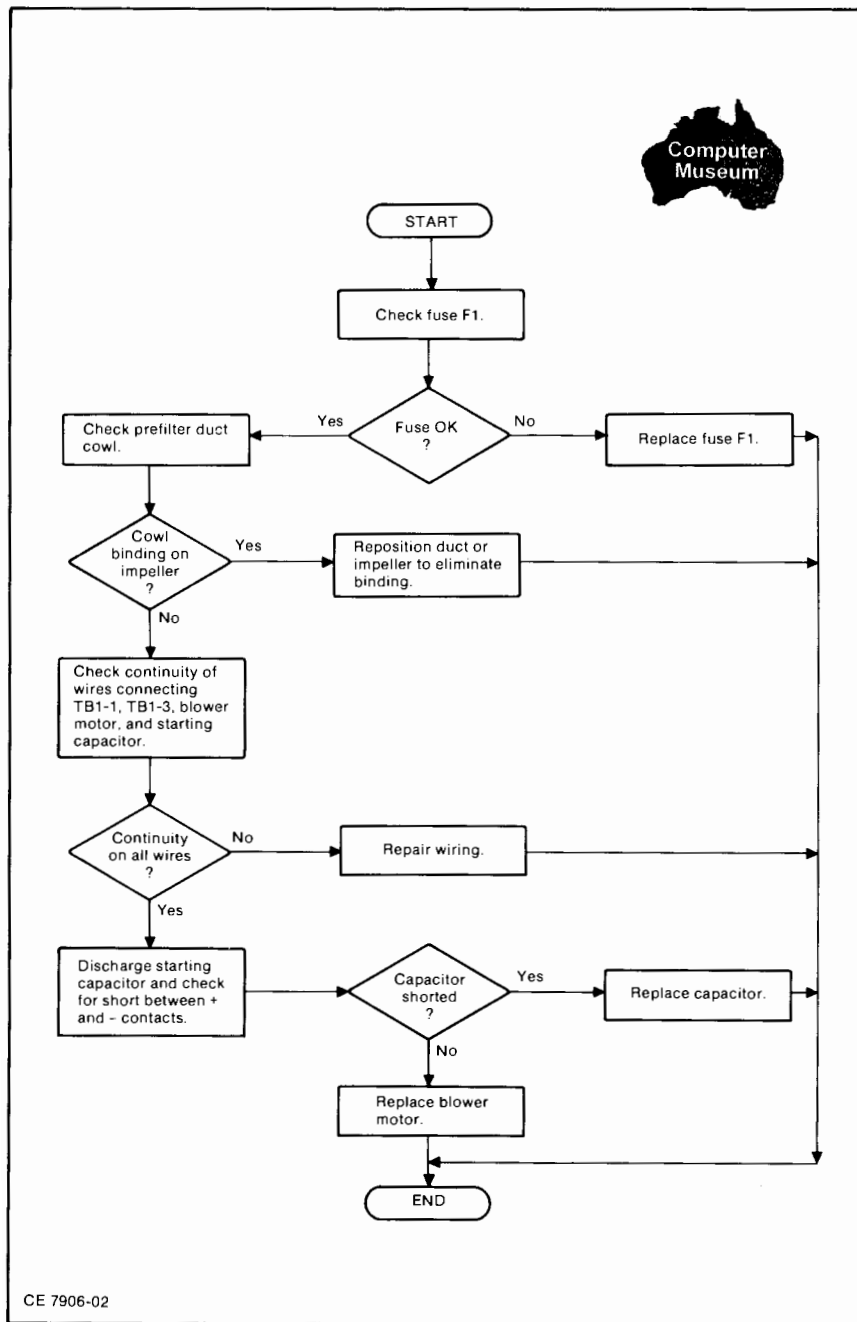 Computer
Museum
START
Check fuse F1.
Fuse OK
?
Yes
No
Check prefilter duct
cowl.
Replace fuse F1.
Cowl
binding on
impeller
?
Yes
Reposition duct or
impeller to eliminate
binding.
No
Check continuity of
wires connecting
TB1-1, TB1-3, blower
motor, and starting
capacitor.
Continuity
on all wires
?
No
Repair wiring.
Yes
Discharge starting
capacitor and check
for short between +
and – contacts.
Capacitor
shorted
?
Yes
Replace capacitor.
No
Replace blower
motor.
END
CE 7906-02